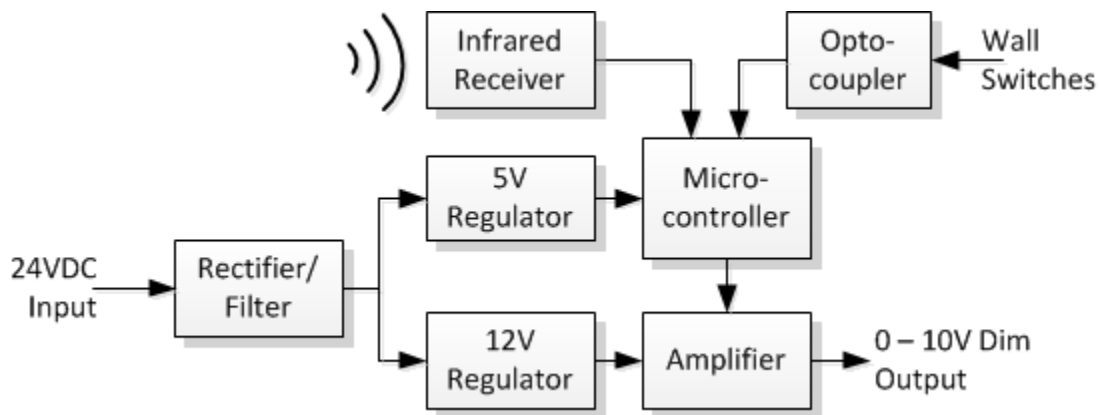 Infrared
Receiver
Opto-
coupler
Wall
Switches
5V
Regulator
Micro-
controller
24VDC
Input
Rectifier/
Filter
12V
Regulator
Amplifier
0 – 10V Dim
Output